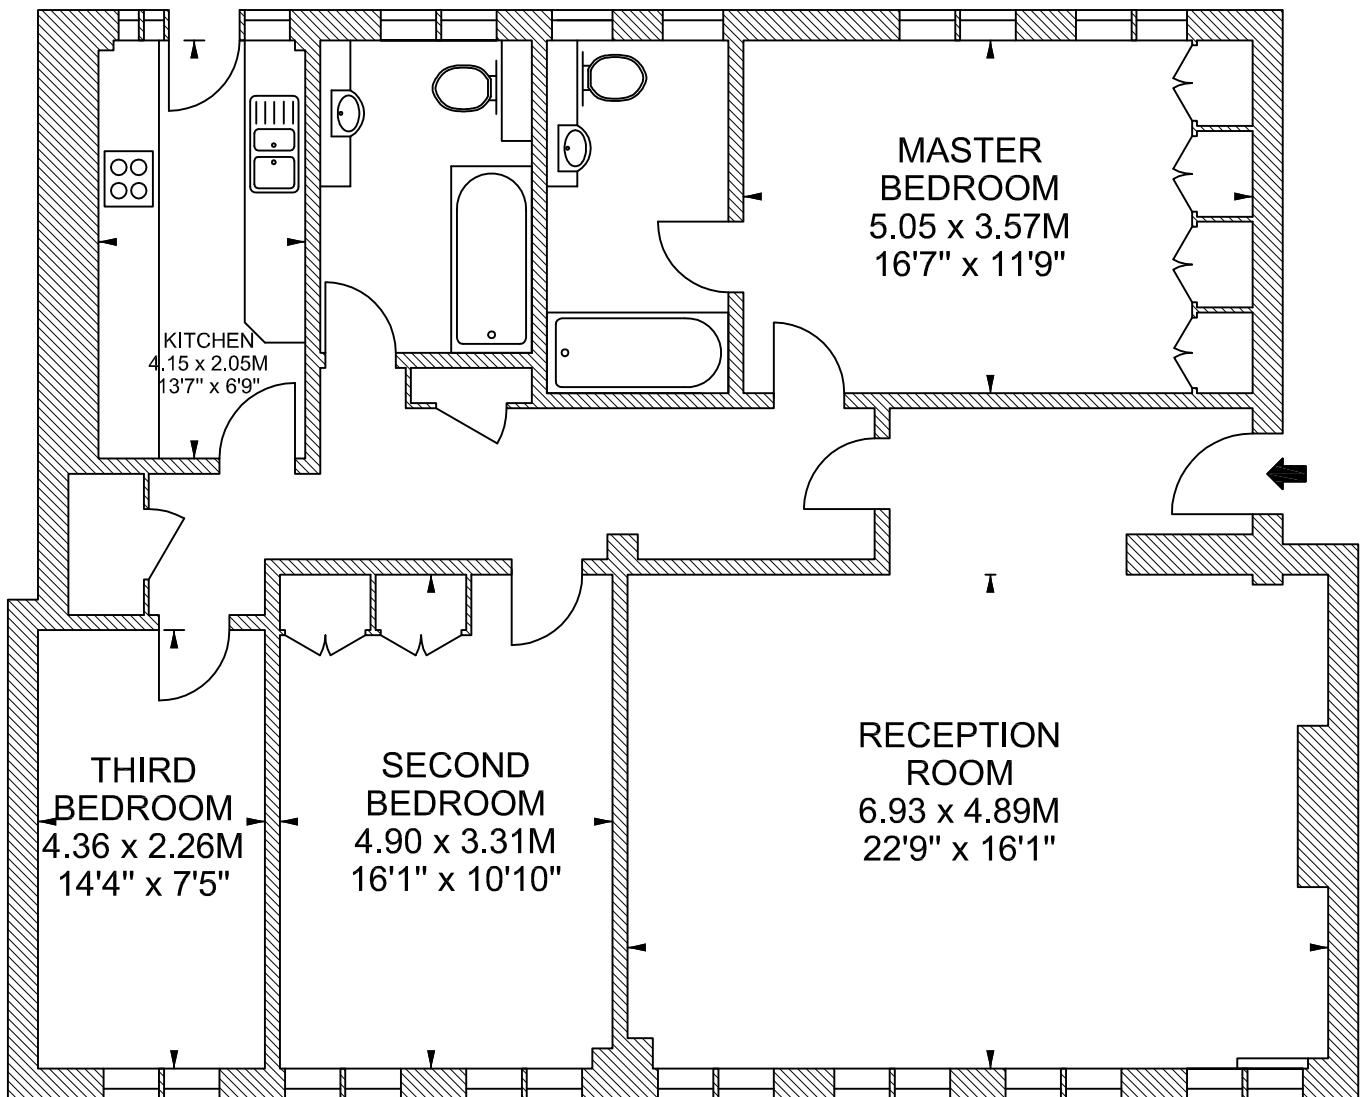 MASTER
BEDROOM
5.05 x 3.57M
16'7" x 11'9"
KITCHEN
4.15 x 2.05M
13'7" x 6'9"
THIRD
BEDROOM
4.36 x 2.26M
14'4" x 7'5"
SECOND
BEDROOM
4.90 x 3.31M
16'1" x 10'10"
RECEPTION
ROOM
6.93 x 4.89M
22'9" x 16'1"